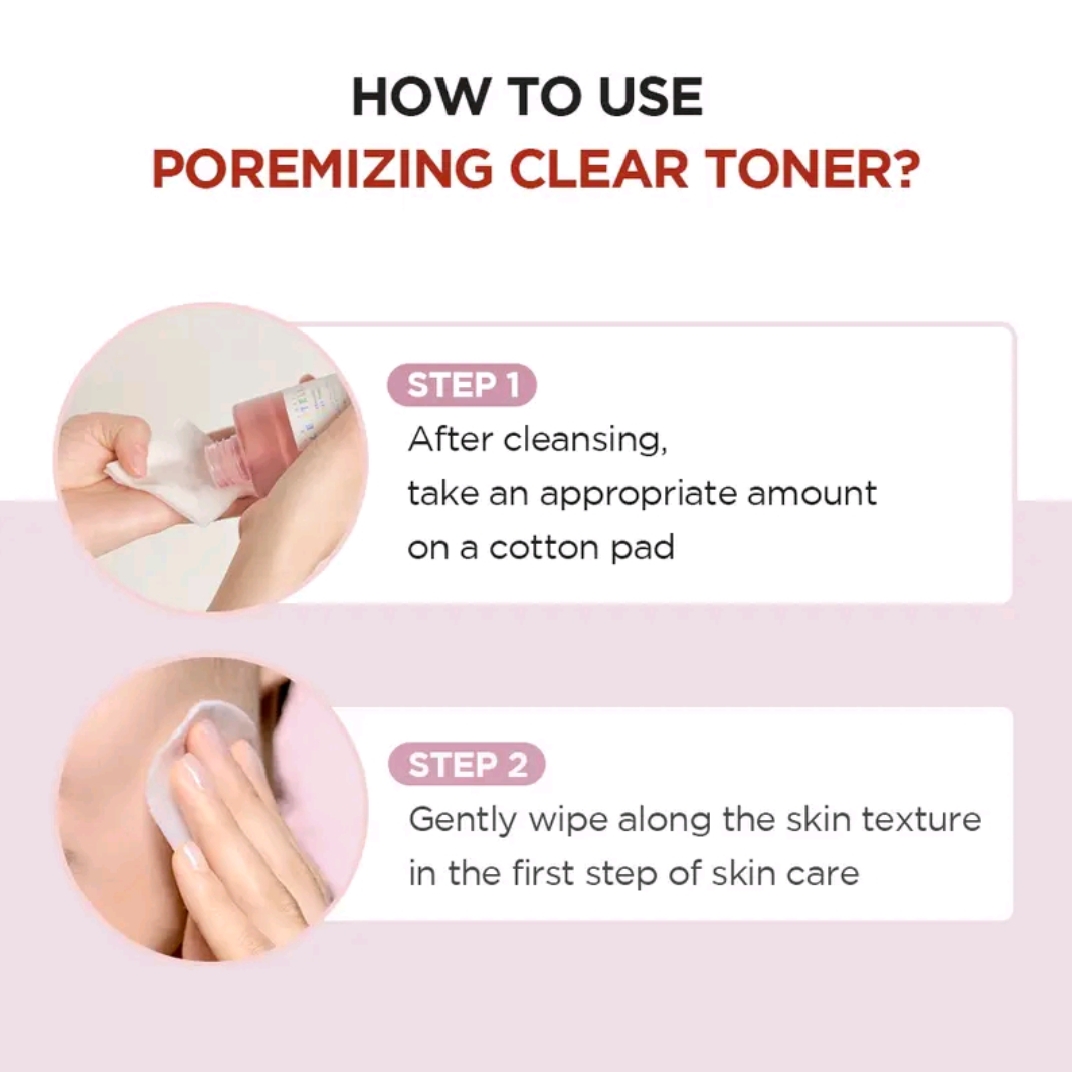 HOW TO USE
POREMIZING CLEAR TONER?
STEP 1
After cleansing,
take an appropriate amount
on a cotton pad
STEP 2
Gently wipe along the skin texture
in the first step of skin care